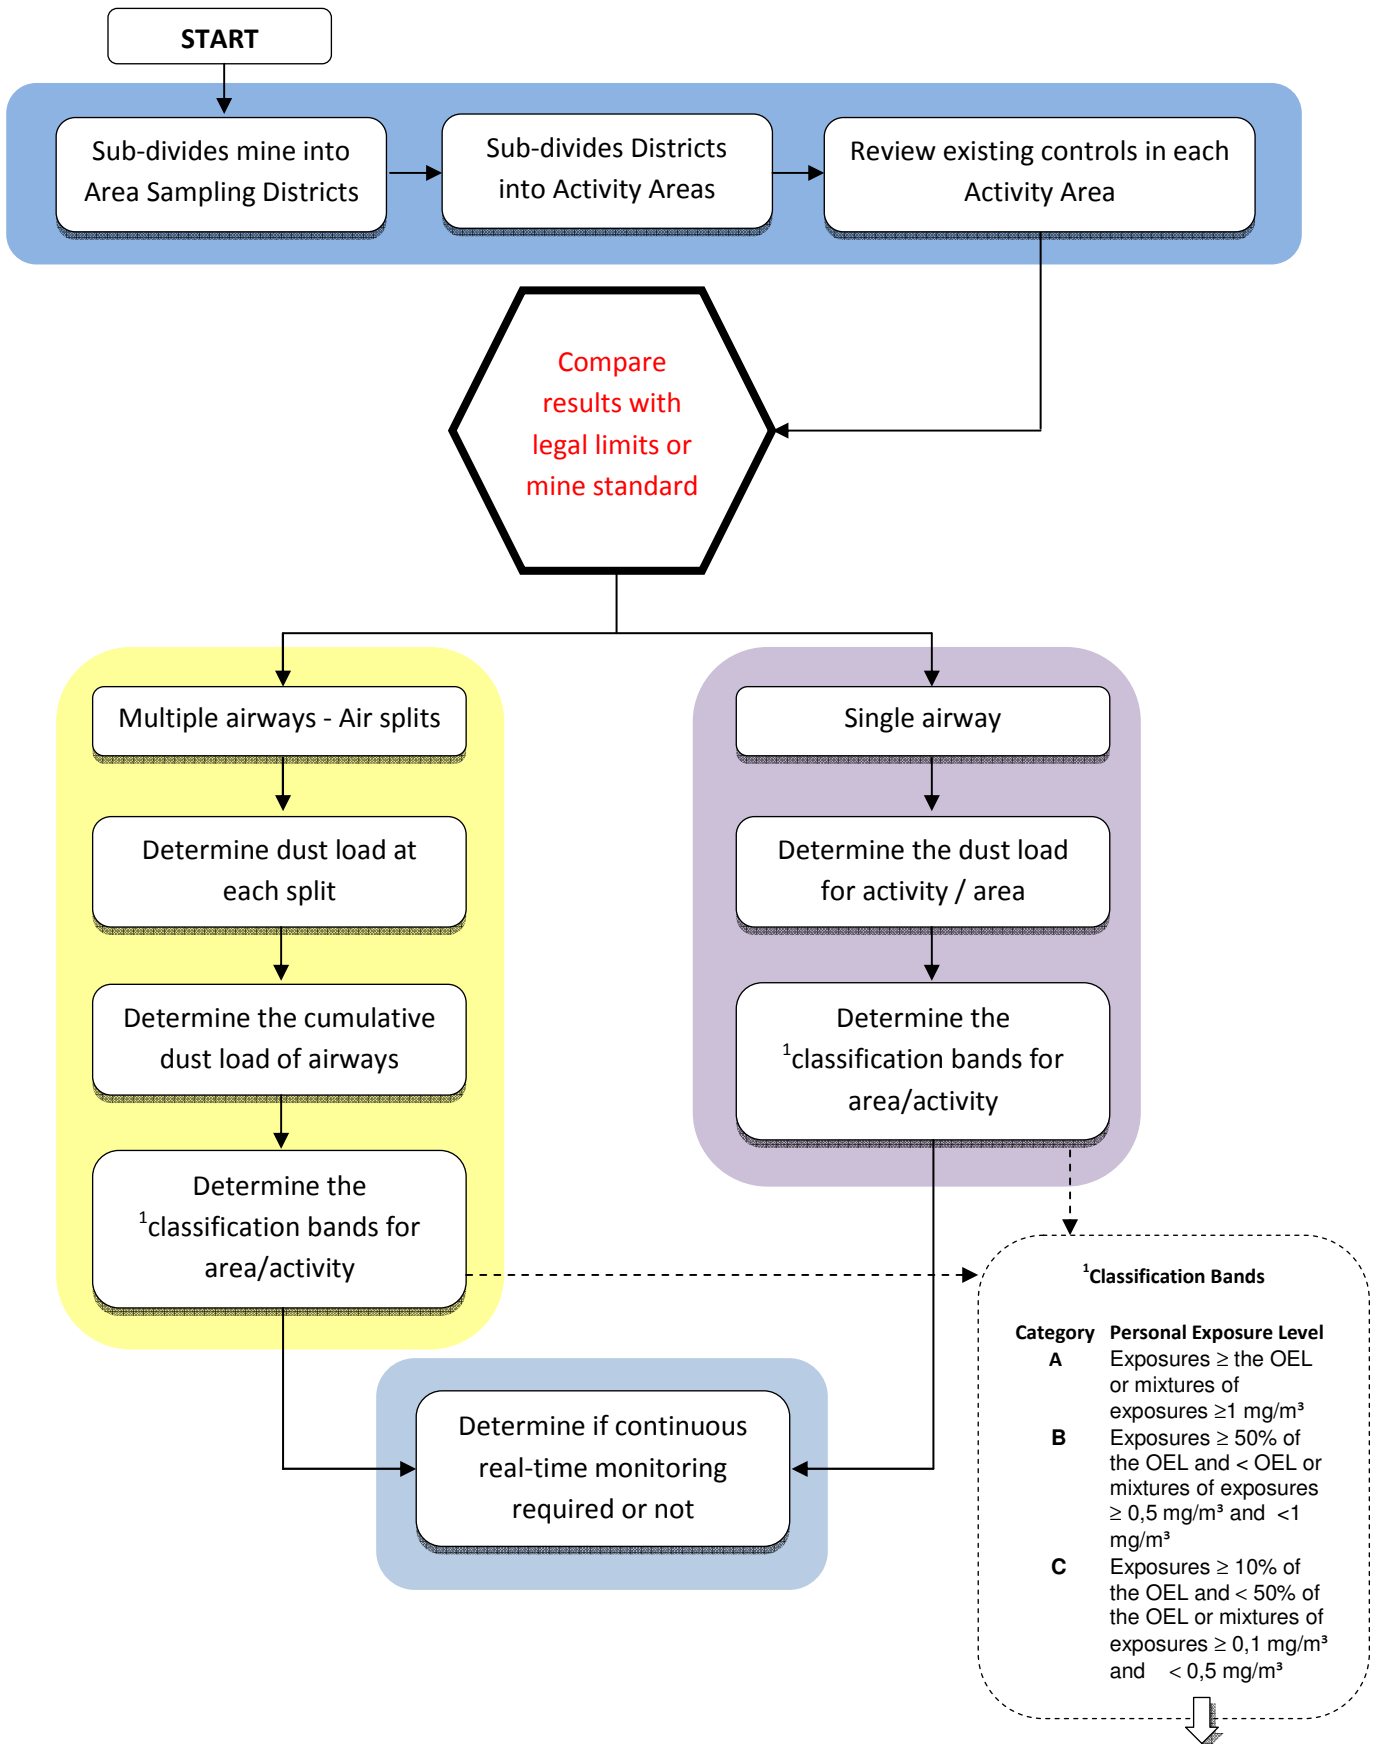 START
Sub-divides mine into
Area Sampling Districts
Sub-divides Districts
into Activity Areas
Review existing controls in each
Activity Area
Compare
results with
legal limits or
mine standard
Multiple airways - Air splits
Determine dust load at
each split
Determine the cumulative
dust load of airways
Determine the
¹classification bands for
area/activity
Single airway
Determine the dust load
for activity / area
Determine the
¹classification bands for
area/activity
Determine if continuous
real-time monitoring
required or not
¹Classification Bands
Category Personal Exposure Level
A Exposures ≥ the OEL
or mixtures of
exposures ≥1 mg/m³
B Exposures ≥ 50% of
the OEL and < OEL or
mixtures of exposures
≥ 0,5 mg/m³ and <1
mg/m³
C Exposures ≥ 10% of
the OEL and < 50% of
the OEL or mixtures of
exposures ≥ 0,1 mg/m³
and < 0,5 mg/m³